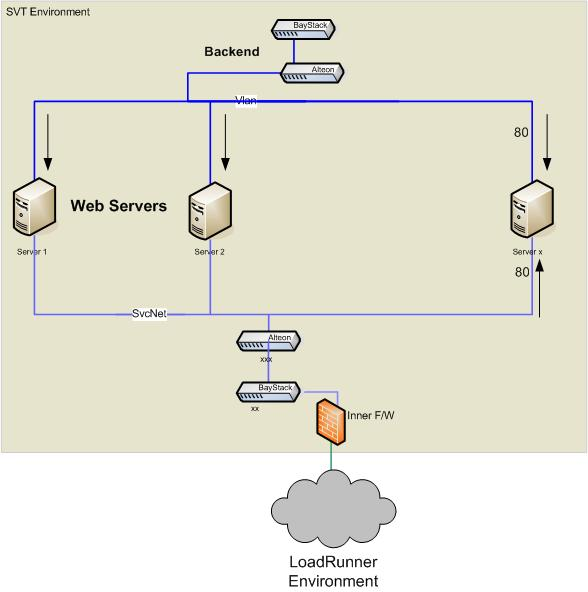 SVT Environment
BayStack
Backend
Alteon
Vlan
80
Web Servers
Server 1
Server 2
Server x
80
SvcNet
Alteon
xxx
BayStack
xx
Inner F/W
LoadRunner
Environment